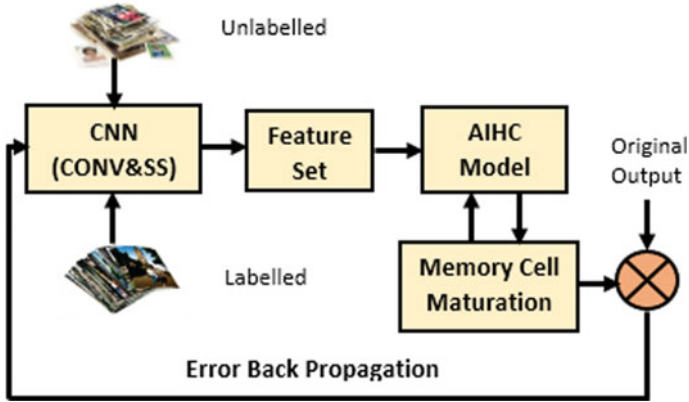 Unlabelled
CNN
(CONV&SS)
Feature
Set
AIHC
Model
Original
Output
Labelled
Memory Cell
Maturation
Error Back Propagation